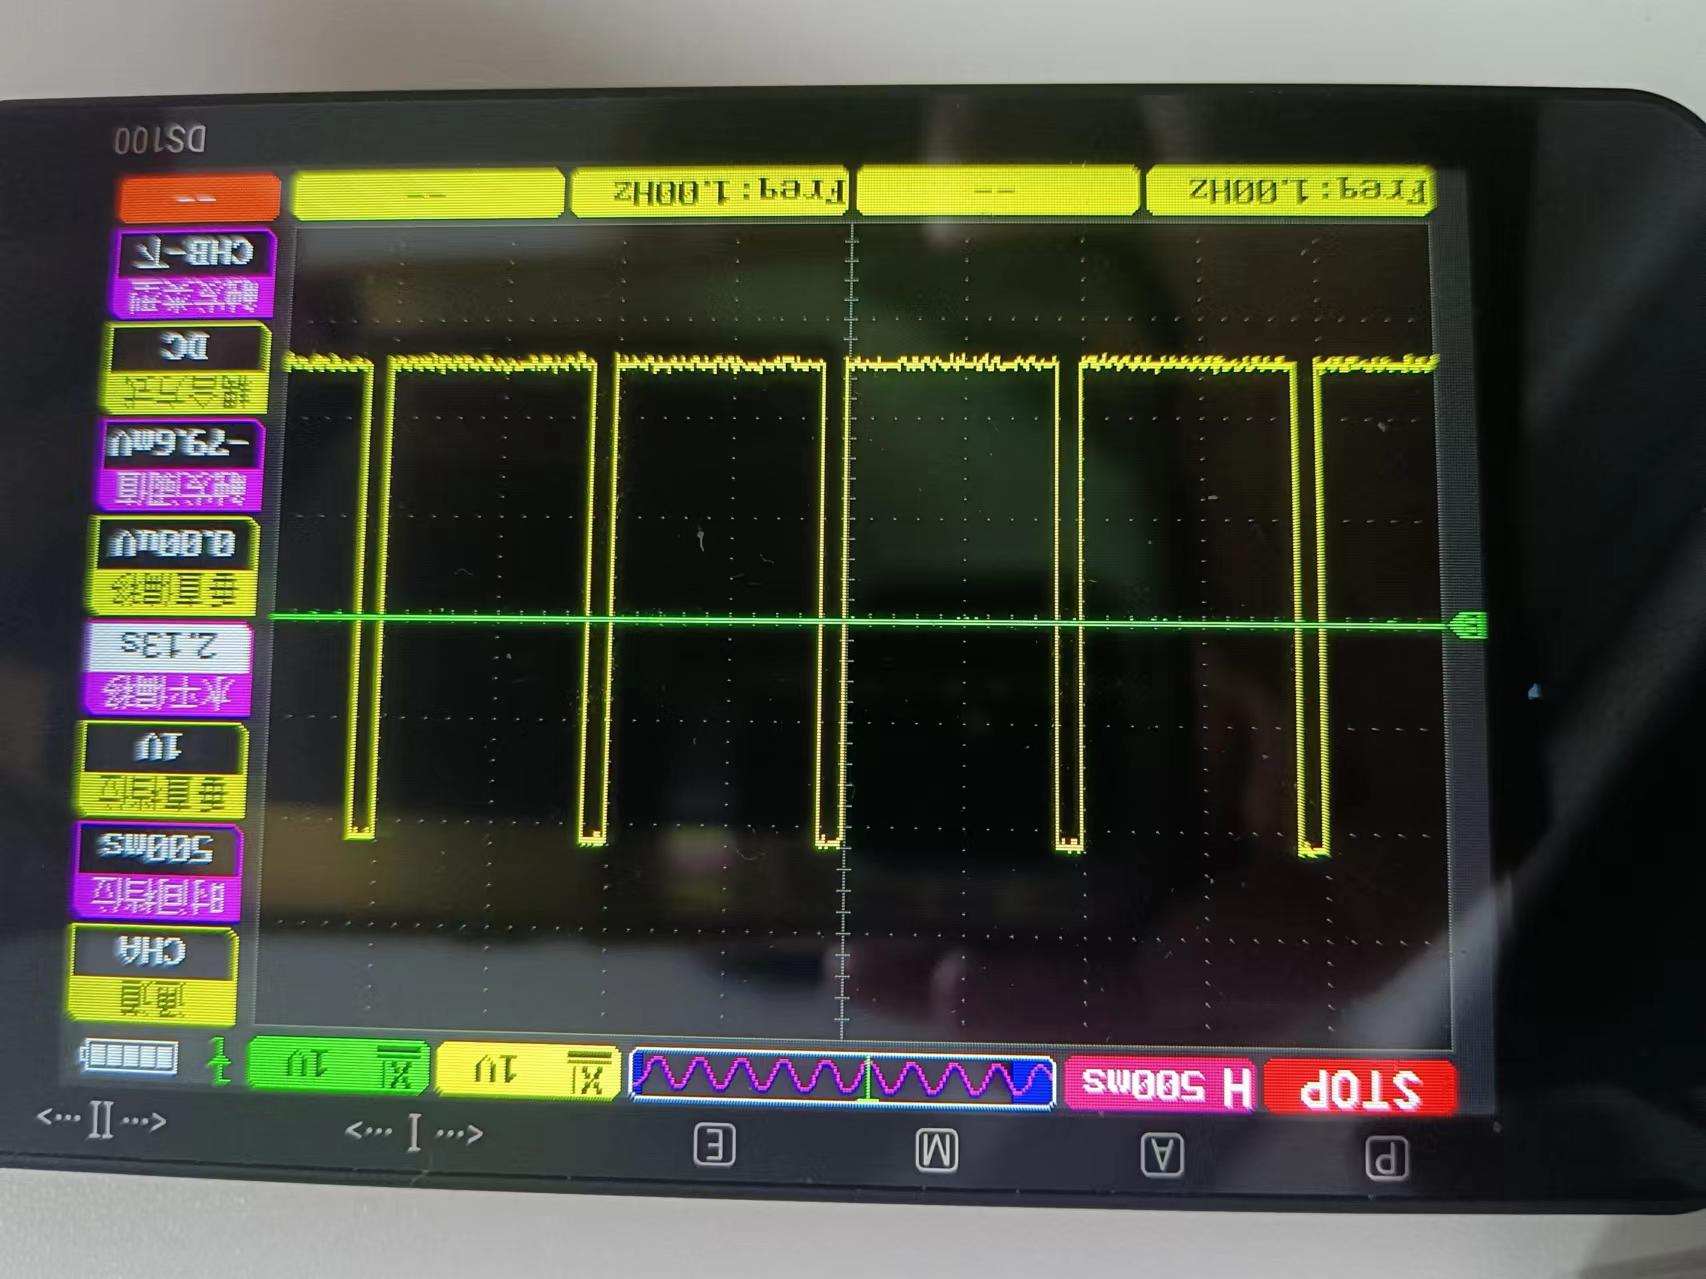 P A M E <··· I ···> <··· II ···>
STOP H 500ms X1 1V X1 1V
通道
CHA
时间档位
500ms
垂直档位
1V
水平偏移
2.13s
B
垂直偏移
0.00uV
触发阈值
-79.6mV
耦合方式
DC
触发类型
CHB-下
Freq:1.00Hz -- Freq:1.00Hz -- --
DS100